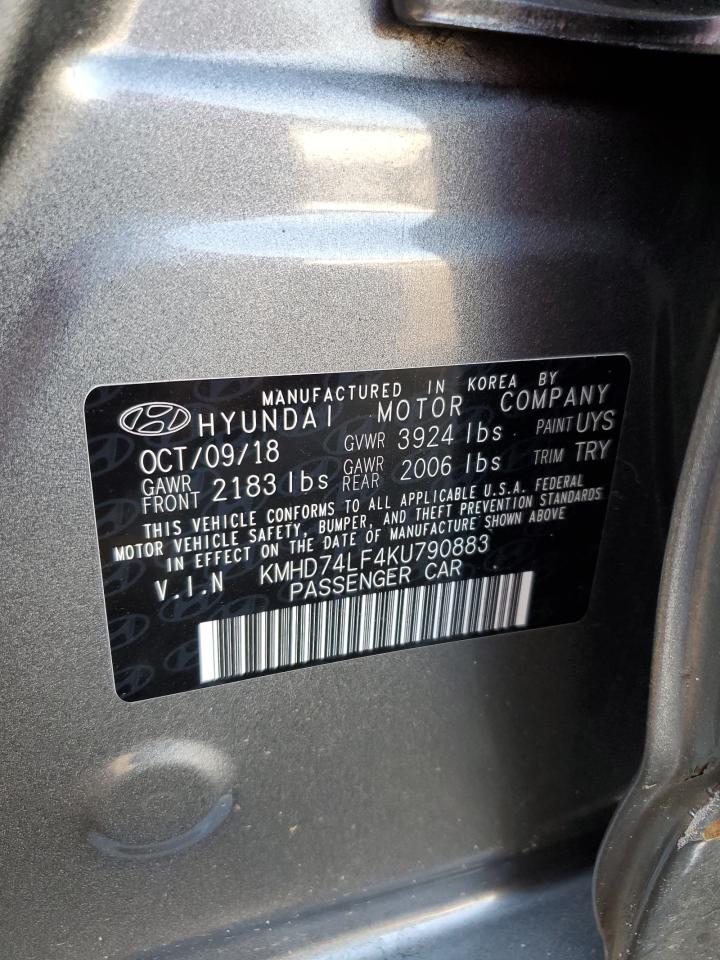 MANUFACTURED IN KOREA BY
HYUNDAI MOTOR COMPANY
OCT/09/18 GVWR 3924 lbs PAINT UYS
GAWR FRONT 2183 lbs GAWR REAR 2006 lbs TRIM TRY
THIS VEHICLE CONFORMS TO ALL APPLICABLE U.S.A. FEDERAL
MOTOR VEHICLE SAFETY, BUMPER, AND THEFT PREVENTION STANDARDS
IN EFFECT ON THE DATE OF MANUFACTURE SHOWN ABOVE
V.I.N KMHD74LF4KU790883
PASSENGER CAR